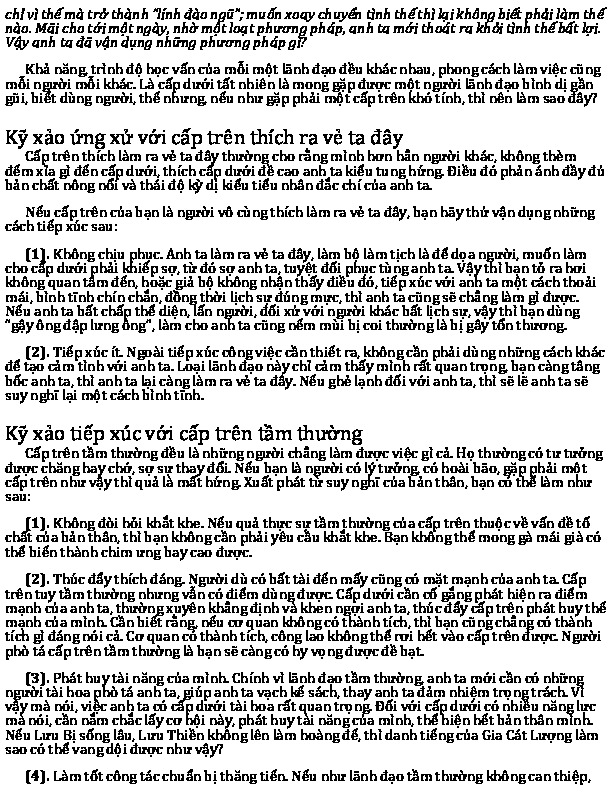 chỉ vì thế mà trở thành "lính đào ngũ"; muốn xoay chuyển tình thế thì lại không biết phải làm thế
nào. Mãi cho tới một ngày, nhờ một loạt phương pháp, anh ta mới thoát ra khỏi tình thế bất lợi.
Vậy anh ta đã vận dụng những phương pháp gì?
Khả năng, trình độ học vấn của mỗi một lãnh đạo đều khác nhau, phong cách làm việc cũng
mỗi người mỗi khác. Là cấp dưới tất nhiên là mong gặp được một người lãnh đạo bình dị gần
gũi, biết dùng người, thế nhưng, nếu như gặp phải một cấp trên khó tính, thì nên làm sao đây?
Kỹ xảo ứng xử với cấp trên thích ra vẻ ta đây
Cấp trên thích làm ra vẻ ta đây thường cho rằng mình hơn hẳn người khác, không thèm
đếm xỉa gì đến cấp dưới, thích cấp dưới đề cao anh ta kiểu tung hứng. Điều đó phản ánh đầy đủ
bản chất nông nổi và thái độ kỳ dị kiểu tiểu nhân đắc chí của anh ta.
Nếu cấp trên của bạn là người vô cùng thích làm ra vẻ ta đây, bạn hãy thử vận dụng những
cách tiếp xúc sau:
(1). Không chịu phục. Anh ta làm ra vẻ ta đây, làm bộ làm tịch là để dọa người, muốn làm
cho cấp dưới phải khiếp sợ, từ đó sợ anh ta, tuyệt đối phục tùng anh ta. Vậy thì bạn tỏ ra hơi
không quan tâm đến, hoặc giả bộ không nhận thấy điều đó, tiếp xúc với anh ta một cách thoải
mái, bình tĩnh chín chắn, đồng thời lịch sự đúng mực, thì anh ta cũng sẽ chẳng làm gì được.
Nếu anh ta bất chấp thể diện, lấn người, đối xử với người khác bất lịch sự, vậy thì bạn dùng
"gậy ông đập lưng ông", làm cho anh ta cũng nếm mùi bị coi thường là bị gây tổn thương.
(2). Tiếp xúc ít. Ngoài tiếp xúc công việc cần thiết ra, không cần phải dùng những cách khác
để tạo cảm tình với anh ta. Loại lãnh đạo này chỉ cảm thấy mình rất quan trọng, bạn càng tâng
bốc anh ta, thì anh ta lại càng làm ra vẻ ta đây. Nếu ghẻ lạnh đối với anh ta, thì sẽ lẽ anh ta sẽ
suy nghĩ lại một cách bình tĩnh.
Kỹ xảo tiếp xúc với cấp trên tầm thường
Cấp trên tầm thường đều là những người chẳng làm được việc gì cả. Họ thường có tư tưởng
được chăng hay chớ, sợ sự thay đổi. Nếu bạn là người có lý tưởng, có hoài bão, gặp phải một
cấp trên như vậy thì quả là mất hứng. Xuất phát từ suy nghĩ của bản thân, bạn có thể làm như
sau:
(1). Không đòi hỏi khắt khe. Nếu quả thực sự tầm thường của cấp trên thuộc về vấn đề tố
chất của bản thân, thì bạn không cần phải yêu cầu khắt khe. Bạn không thể mong gà mái già có
thể biến thành chim ưng bay cao được.
(2). Thúc đẩy thích đáng. Người dù có bất tài đến mấy cũng có mặt mạnh của anh ta. Cấp
trên tuy tầm thường nhưng vẫn có điểm dùng được. Cấp dưới cần cố gắng phát hiện ra điểm
mạnh của anh ta, thường xuyên khẳng định và khen ngợi anh ta, thúc đẩy cấp trên phát huy thế
mạnh của mình. Cần biết rằng, nếu cơ quan không có thành tích, thì bạn cũng chẳng có thành
tích gì đáng nói cả. Cơ quan có thành tích, công lao không thể rơi hết vào cấp trên được. Người
phò tá cấp trên tầm thường là bạn sẽ càng có hy vọng được đề bạt.
(3). Phát huy tài năng của mình. Chính vì lãnh đạo tầm thường, anh ta mới cần có những
người tài hoa phò tá anh ta, giúp anh ta vạch kế sách, thay anh ta đảm nhiệm trọng trách. Vì
vậy mà nói, việc anh ta có cấp dưới tài hoa rất quan trọng. Đối với cấp dưới có nhiều năng lực
mà nói, cần nắm chắc lấy cơ hội này, phát huy tài năng của mình, thể hiện hết bản thân mình.
Nếu Lưu Bị sống lâu, Lưu Thiền không lên làm hoàng đế, thì danh tiếng của Gia Cát Lượng làm
sao có thể vang dội được như vậy?
(4). Làm tốt công tác chuẩn bị thăng tiến. Nếu như lãnh đạo tầm thường không can thiệp,